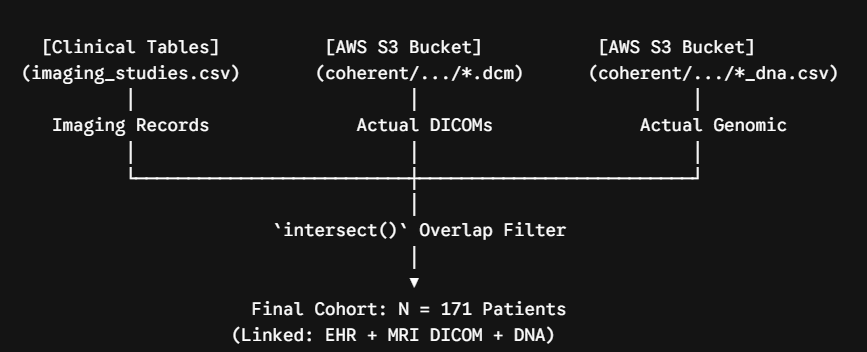 [Clinical Tables] [AWS S3 Bucket] [AWS S3 Bucket]
(imaging_studies.csv) (coherent/.../*.dcm) (coherent/.../*_dna.csv)
Imaging Records Actual DICOMs Actual Genomic
`intersect()` Overlap Filter
Final Cohort: N = 171 Patients
(Linked: EHR + MRI DICOM + DNA)